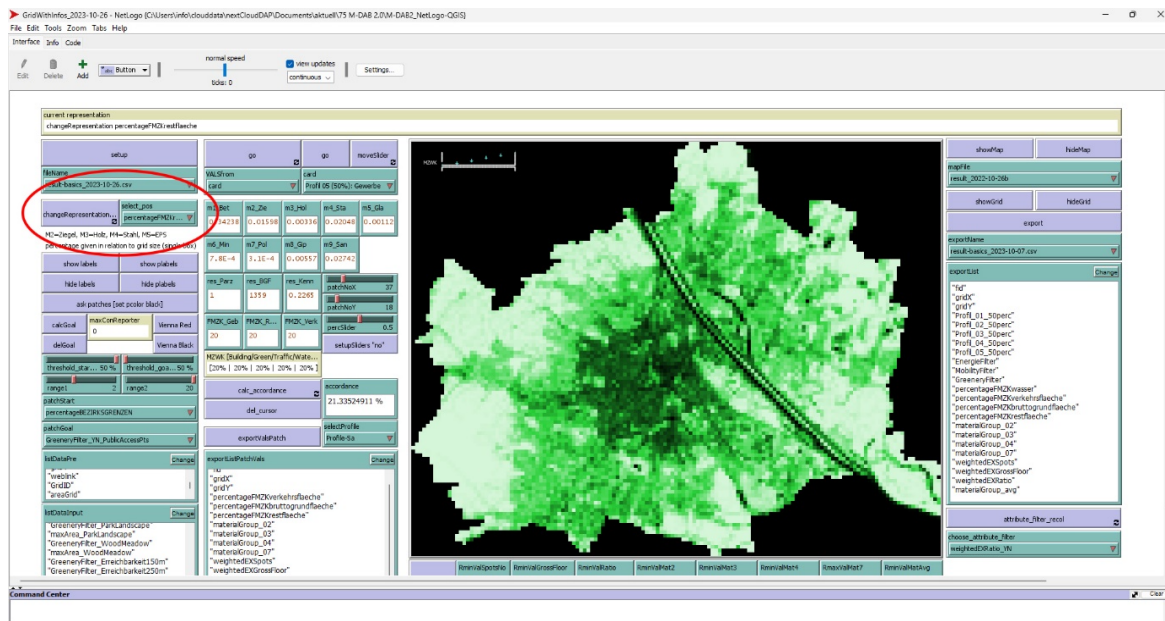 GridWithInfos_2023-10-26 - NetLogo {C:\Users\info\clouddata\nextCloudDAP\Documents\aktuell\75 M-DAB 2.0\M-DAB2_NetLogo-QGIS}
File Edit Tools Zoom Tabs Help
Interface Info Code
Edit Delete Add Button
normal speed
ticks: 0
view updates
continuous
Settings...
current representation
changeRepresentation percentageFMZKrestflaeche
setup
fileName
result-basics_2023-10-26.csv
changeRepresentation...
select_pos
percentageFMZKr...
M2=Ziegel, M3=Holz, M4=Stahl, M5=EPS
percentage given in relation to grid size (single box)
show labels show plabels
hide labels hide plabels
ask patches [set pcolor black]
calcGoal
maxConReporter
0
Vienna Red
delGoal
Vienna Black
threshold_star... 50 % threshold_goa... 50 %
range1 2 range2 20
patchStart
percentageBEZIRKSGRENZEN
patchGoal
GreeneryFilter_YN_PublicAccessPts
listDataPre Change
"weblink"
"GridID"
"areaGrid"
listDataInput Change
"GreeneryFilter_ParkLandscape"
"maxArea_ParkLandscape"
"GreeneryFilter_WoodMeadow"
"maxArea_WoodMeadow"
"GreeneryFilter_Erreichbarkeit150m"
"GreeneryFilter_Erreichbarkeit250m"
go go moveSlider
VALSfrom
card
card
Profil 05 (50%): Gewerbe
m1_Bet m2_Zie m3_Hol m4_Sta m5_Gla
0.34238 0.01598 0.00336 0.02048 0.00112
m6_Min m7_Pol m8_Gip m9_San
7.8E-4 3.1E-4 0.00557 0.02742
res_Parz res_BGF res_Kenn
1 1359 0.2265
patchNoX 37
patchNoY 18
FMZK_Geb FMZK_R... FMZK_Verk
20 20 20
percSlider 0.5
setupSliders "no"
MZWK [Building/Green/Traffic/Wate...
[20% | 20% | 20% | 20% | 20% ]
calc_accordance
accordance
21.33524911 %
del_cursor
exportValsPatch
selectProfile
Profile-5a
exportListPatchVals Change
"fid"
"gridX"
"gridY"
"percentageFMZKverkehrsflaeche"
"percentageFMZKbruttogrundflaeche"
"percentageFMZKrestflaeche"
"materialGroup_02"
"materialGroup_03"
"materialGroup_04"
"materialGroup_07"
"weightedEXSpots"
"weightedEXGrossFloor"
MZWK
RminValSpotsNo RminValGrossFloor RminValRatio RminValMat2 RminValMat3 RminValMat4 RmaxValMat7 RminValMatAvg
showMap hideMap
mapFile
result_2022-10-26b
showGrid hideGrid
export
exportName
result-basics_2023-10-07.csv
exportList Change
"fid"
"gridX"
"gridY"
"Profil_01_50perc"
"Profil_02_50perc"
"Profil_03_50perc"
"Profil_04_50perc"
"Profil_05_50perc"
"EnergieFilter"
"MobilityFilter"
"GreeneryFilter"
"percentageFMZKwasser"
"percentageFMZKverkehrsflaeche"
"percentageFMZKbruttogrundflaeche"
"percentageFMZKrestflaeche"
"materialGroup_02"
"materialGroup_03"
"materialGroup_04"
"materialGroup_07"
"weightedEXSpots"
"weightedEXGrossFloor"
"weightedEXRatio"
"materialGroup_avg"
attribute_filter_recol
choose_attribute_filter
weightedEXRatio_YN
Command Center Clear